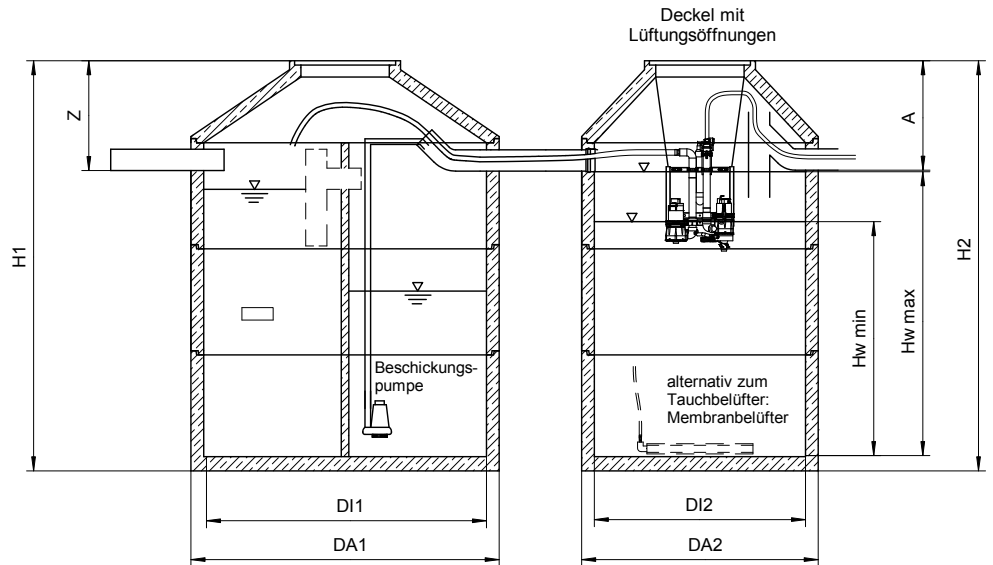 Deckel mit
Lüftungsöffnungen
Z
A
H1
H2
Hw min
Hw max
Beschickungs-
pumpe
alternativ zum
Tauchbelüfter:
Membranbelüfter
DI1
DI2
DA1
DA2